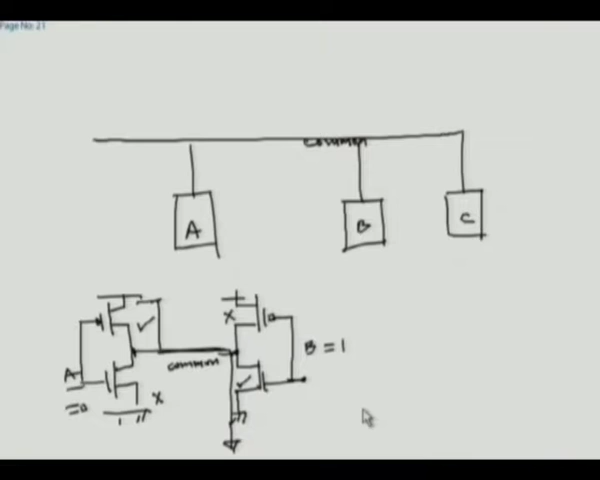 Page No: 21
common
A
B
C
A
=0
X
common
X
B = 1